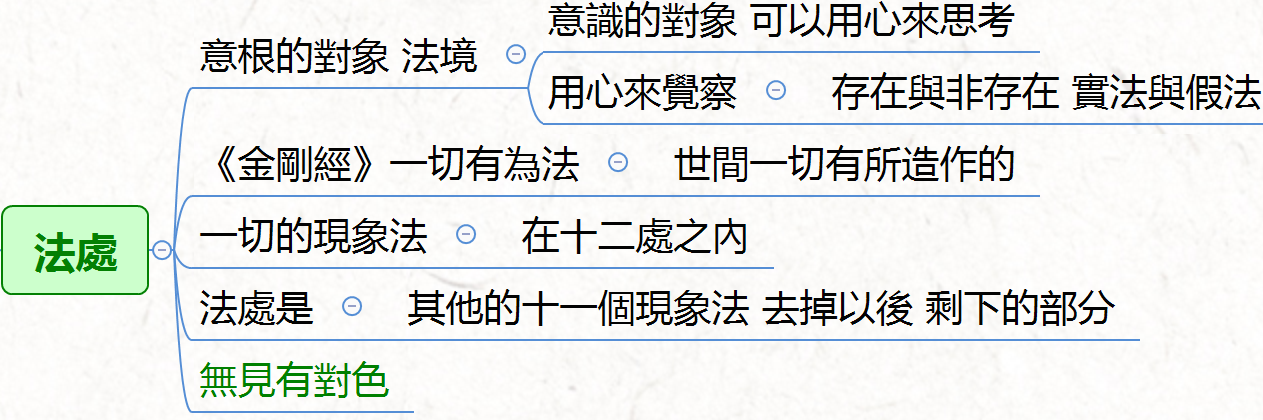 意識的對象 可以用心來思考
意根的對象 法境
用心來覺察 存在與非存在 實法與假法
《金剛經》一切有為法 世間一切有所造作的
法處
一切的現象法 在十二處之內
法處是 其他的十一個現象法 去掉以後 剩下的部分
無見有對色